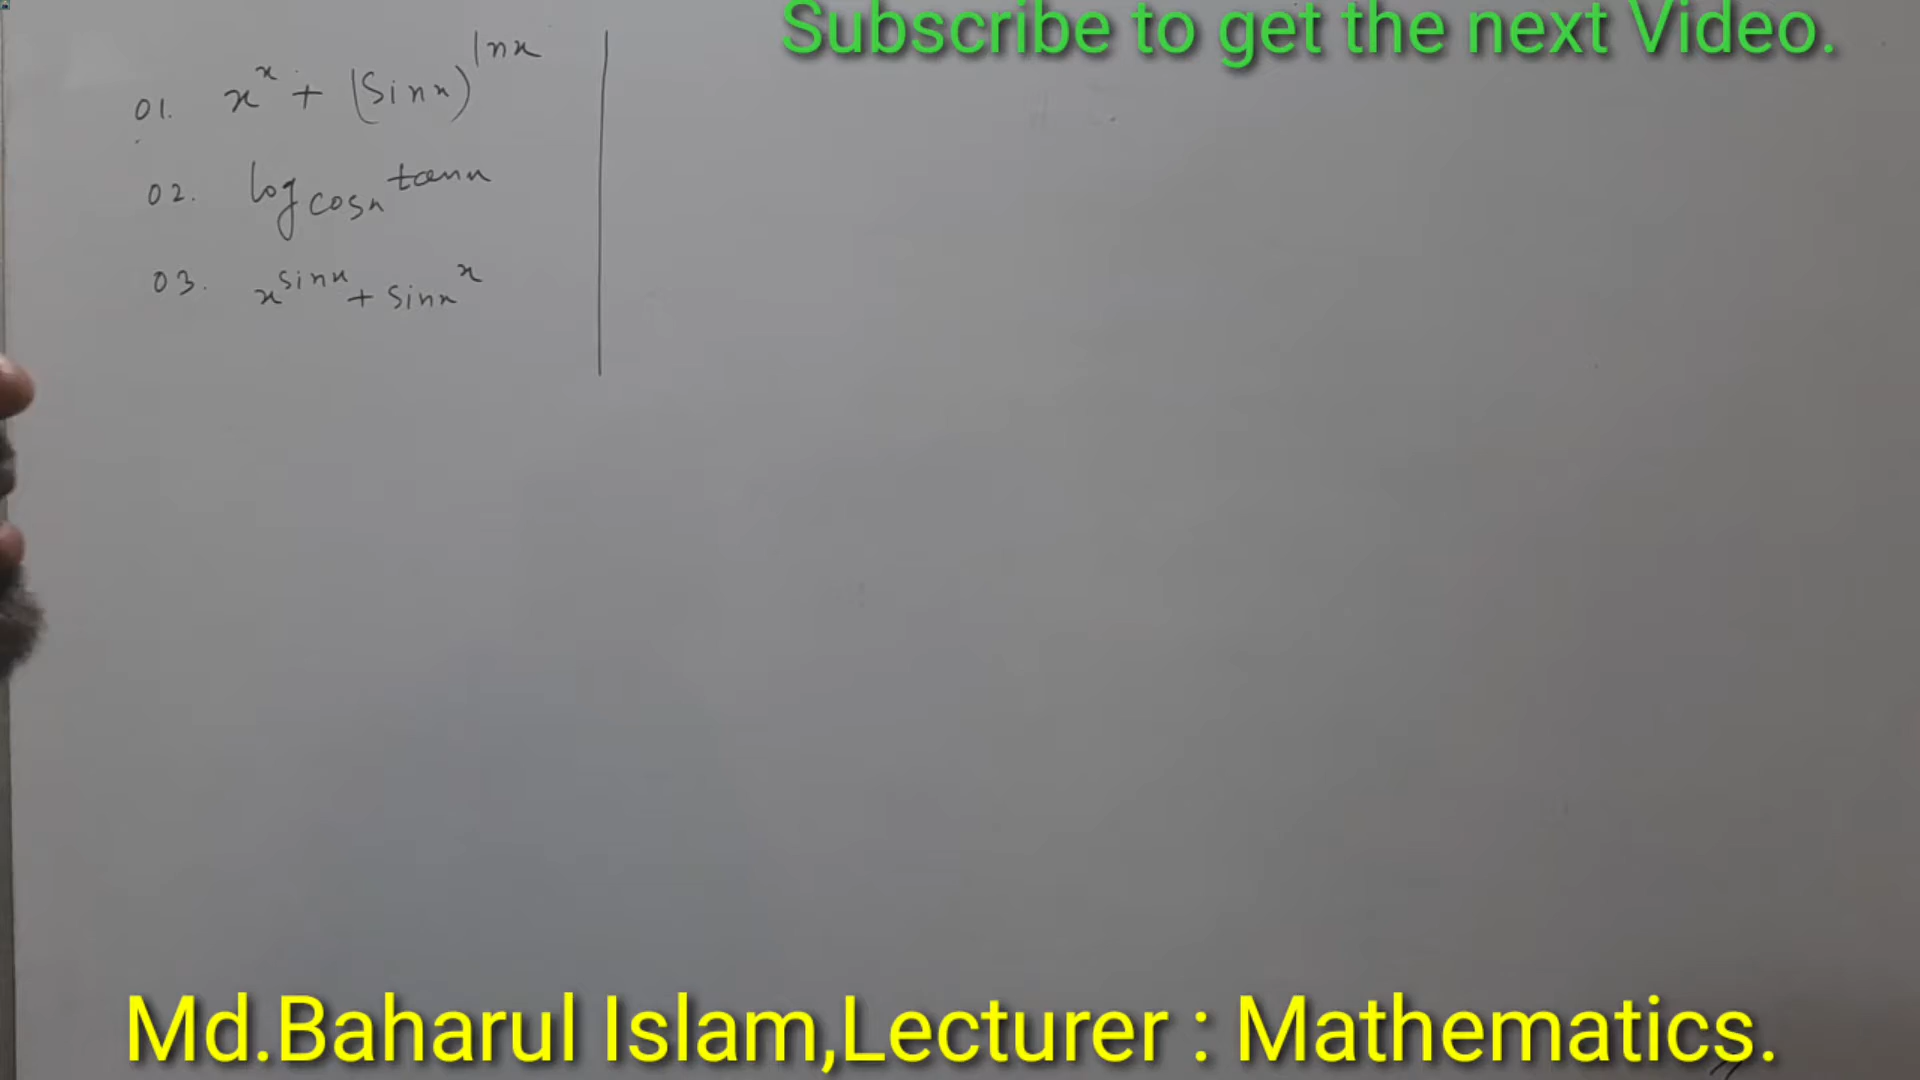 Subscribe to get the next Video.
01. x^x + (Sinx)^lnx
02. log_cosx tanx
03. x^sinx + sinx^x
Md.Baharul Islam,Lecturer : Mathematics.